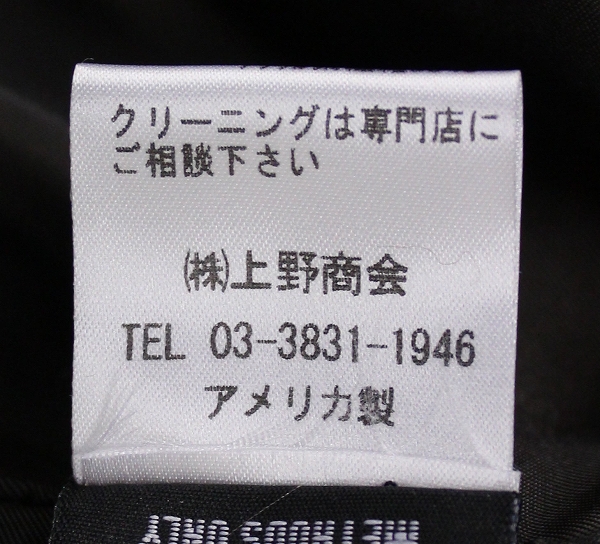 クリーニングは専門店に
ご相談下さい
㈱上野商会
TEL 03-3831-1946
アメリカ製